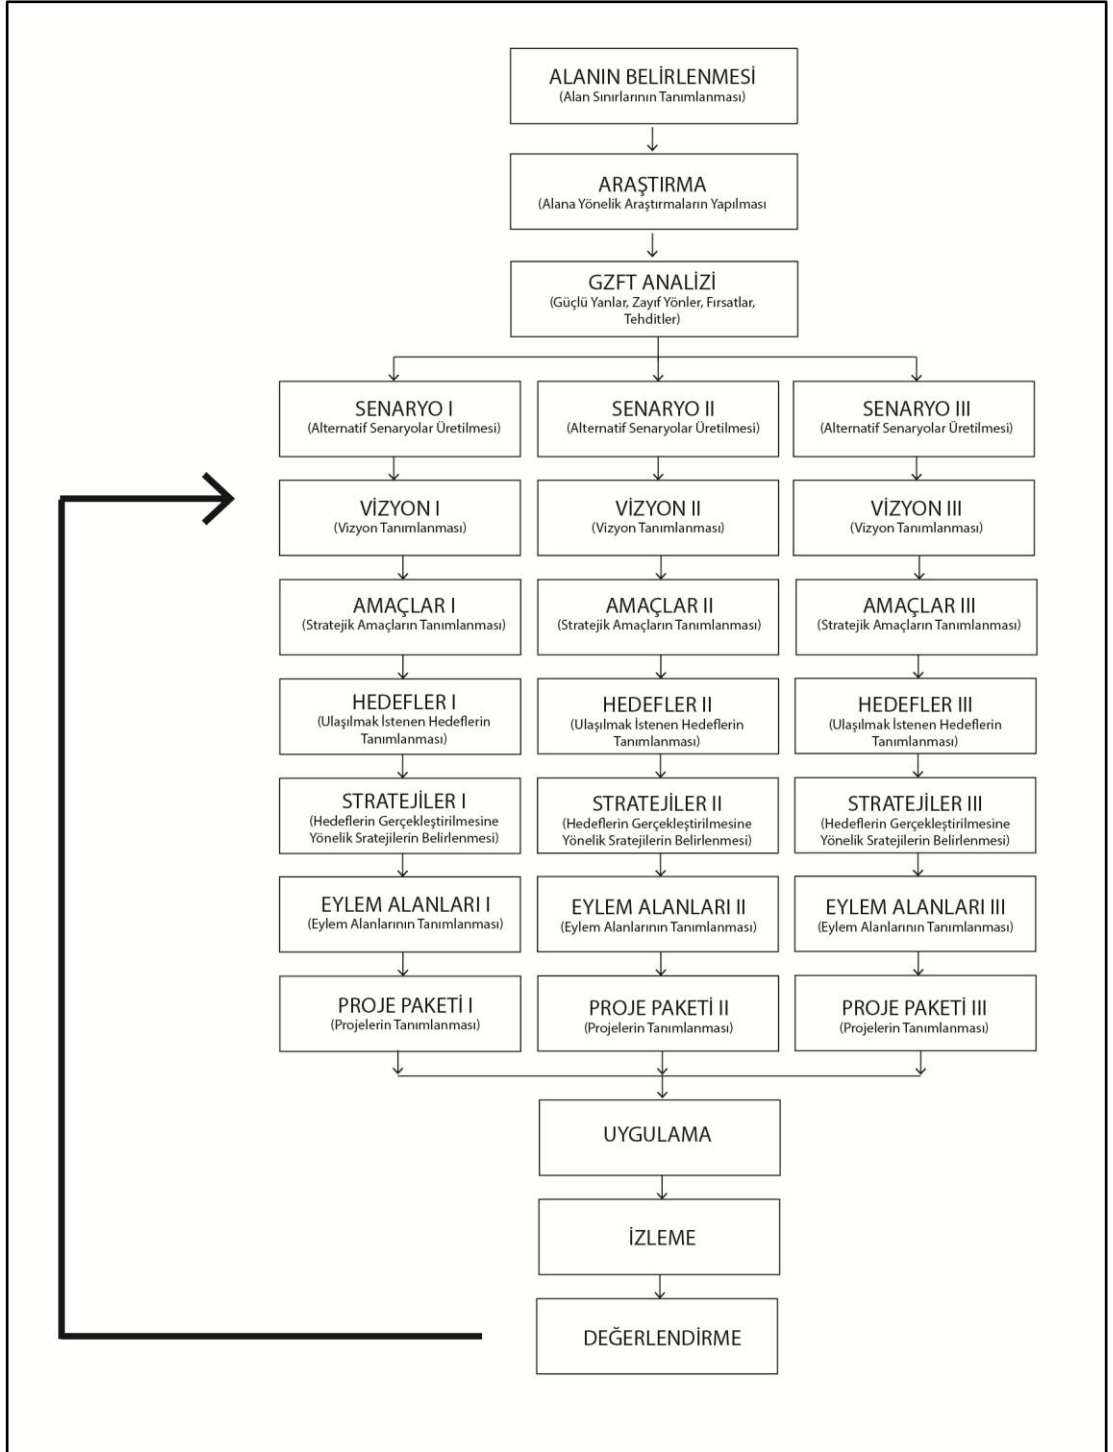 ALANIN BELİRLENMESİ
(Alan Sınırlarının Tanımlanması)
ARAŞTIRMA
(Alana Yönelik Araştırmaların Yapılması
GZFT ANALİZİ
(Güçlü Yanlar, Zayıf Yönler, Fırsatlar,
Tehditler)
SENARYO I
(Alternatif Senaryolar Üretilmesi)
SENARYO II
(Alternatif Senaryolar Üretilmesi)
SENARYO III
(Alternatif Senaryolar Üretilmesi)
VİZYON I
(Vizyon Tanımlanması)
VİZYON II
(Vizyon Tanımlanması)
VİZYON III
(Vizyon Tanımlanması)
AMAÇLAR I
(Stratejik Amaçların Tanımlanması)
AMAÇLAR II
(Stratejik Amaçların Tanımlanması)
AMAÇLAR III
(Stratejik Amaçların Tanımlanması)
HEDEFLER I
(Ulaşılmak İstenen Hedeflerin
Tanımlanması)
HEDEFLER II
(Ulaşılmak İstenen Hedeflerin
Tanımlanması)
HEDEFLER III
(Ulaşılmak İstenen Hedeflerin
Tanımlanması)
STRATEJİLER I
(Hedeflerin Gerçekleştirilmesine
Yönelik Sratejilerin Belirlenmesi)
STRATEJİLER II
(Hedeflerin Gerçekleştirilmesine
Yönelik Sratejilerin Belirlenmesi)
STRATEJİLER III
(Hedeflerin Gerçekleştirilmesine
Yönelik Sratejilerin Belirlenmesi)
EYLEM ALANLARI I
(Eylem Alanlarının Tanımlanması)
EYLEM ALANLARI II
(Eylem Alanlarının Tanımlanması)
EYLEM ALANLARI III
(Eylem Alanlarının Tanımlanması)
PROJE PAKETİ I
(Projelerin Tanımlanması)
PROJE PAKETİ II
(Projelerin Tanımlanması)
PROJE PAKETİ III
(Projelerin Tanımlanması)
UYGULAMA
İZLEME
DEĞERLENDİRME